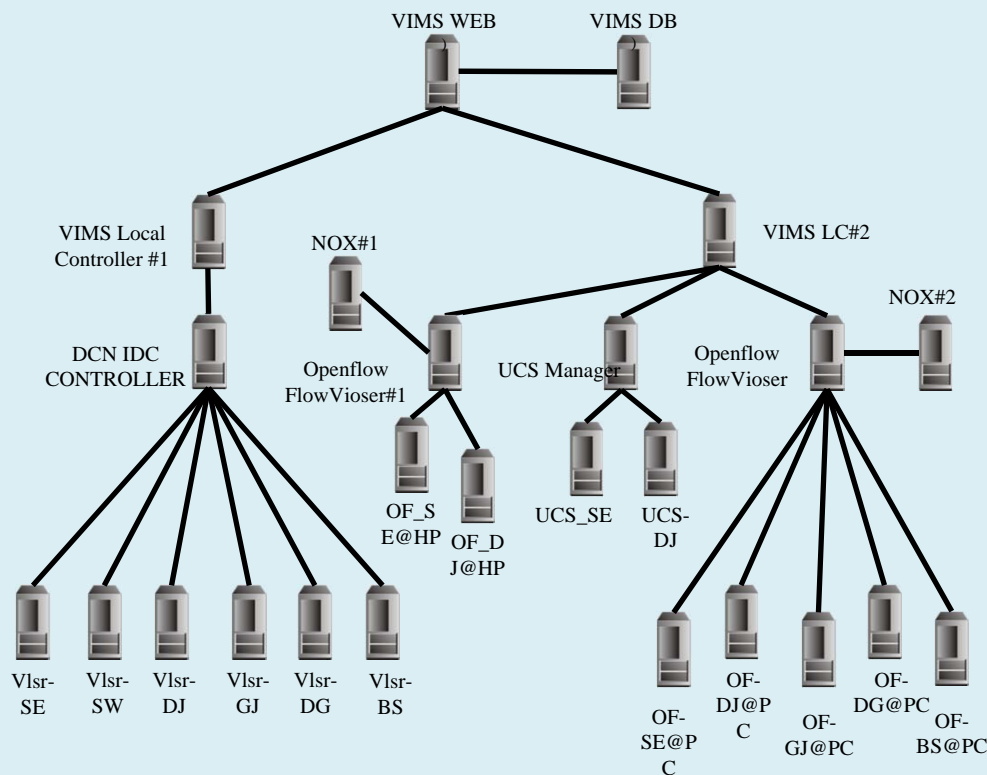 VIMS WEB
VIMS DB
VIMS Local
Controller #1
VIMS LC#2
NOX#1
NOX#2
DCN IDC
CONTROLLER
Openflow
FlowVioser#1
UCS Manager
Openflow
FlowVioser
OF_S
E@HP
OF_D
J@HP
UCS_SE
UCS-
DJ
Vlsr-
SE
Vlsr-
SW
Vlsr-
DJ
Vlsr-
GJ
Vlsr-
DG
Vlsr-
BS
OF-
SE@P
C
OF-
DJ@P
C
OF-
GJ@PC
OF-
DG@PC
OF-
BS@PC